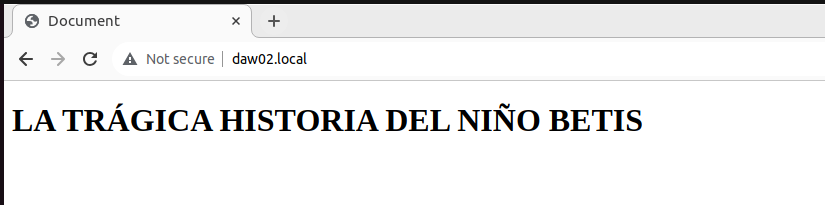 Document
Not secure
daw02.local
LA TRÁGICA HISTORIA DEL NIÑO BETIS